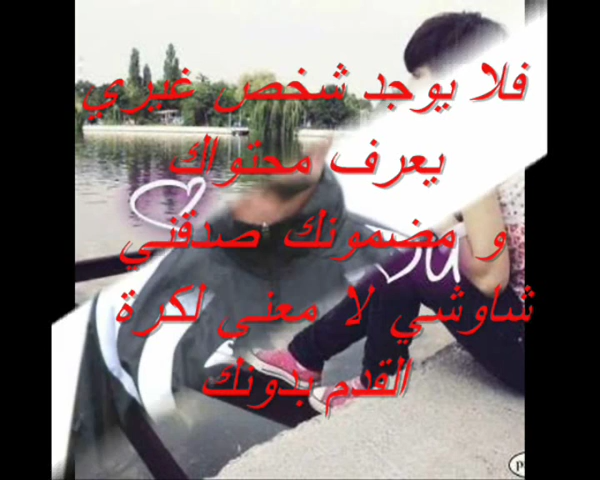 فلا يوجد شخص غيري
يعرف محتواك
و مضمونك صدقني
شاوشي لا معنى لكرة
القدم بدونك